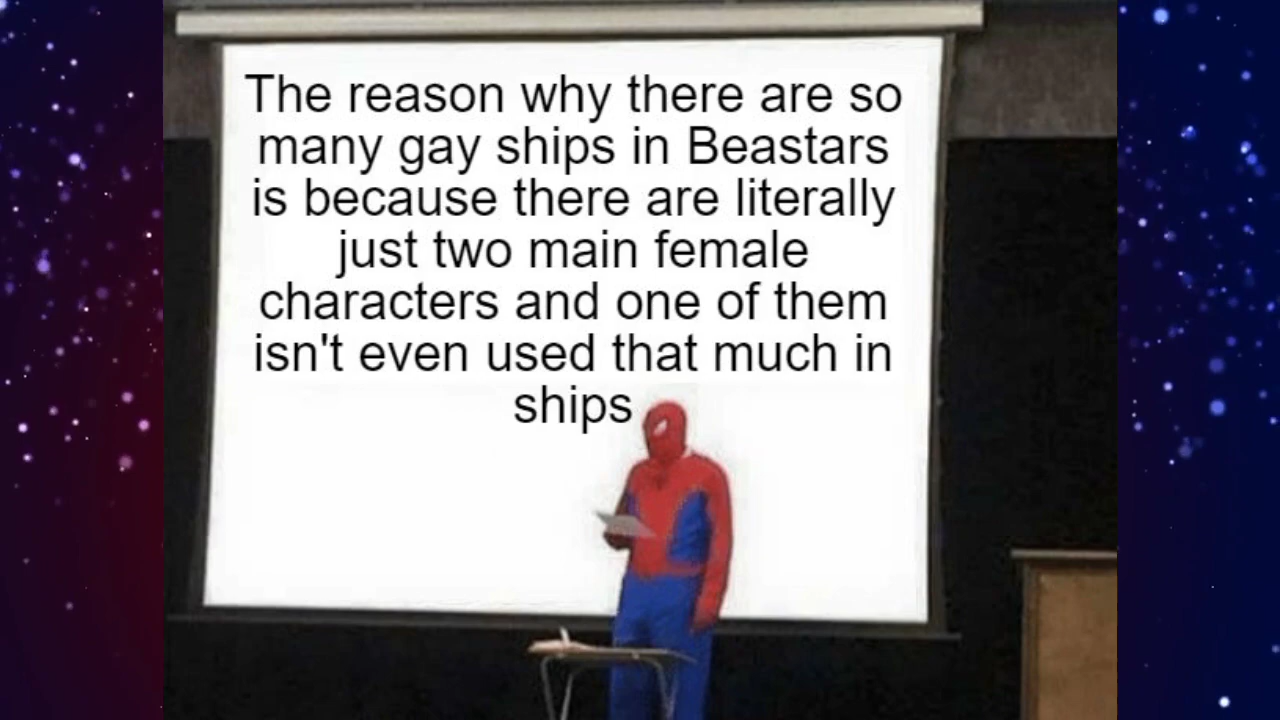 The reason why there are so
many gay ships in Beastars
is because there are literally
just two main female
characters and one of them
isn't even used that much in
ships